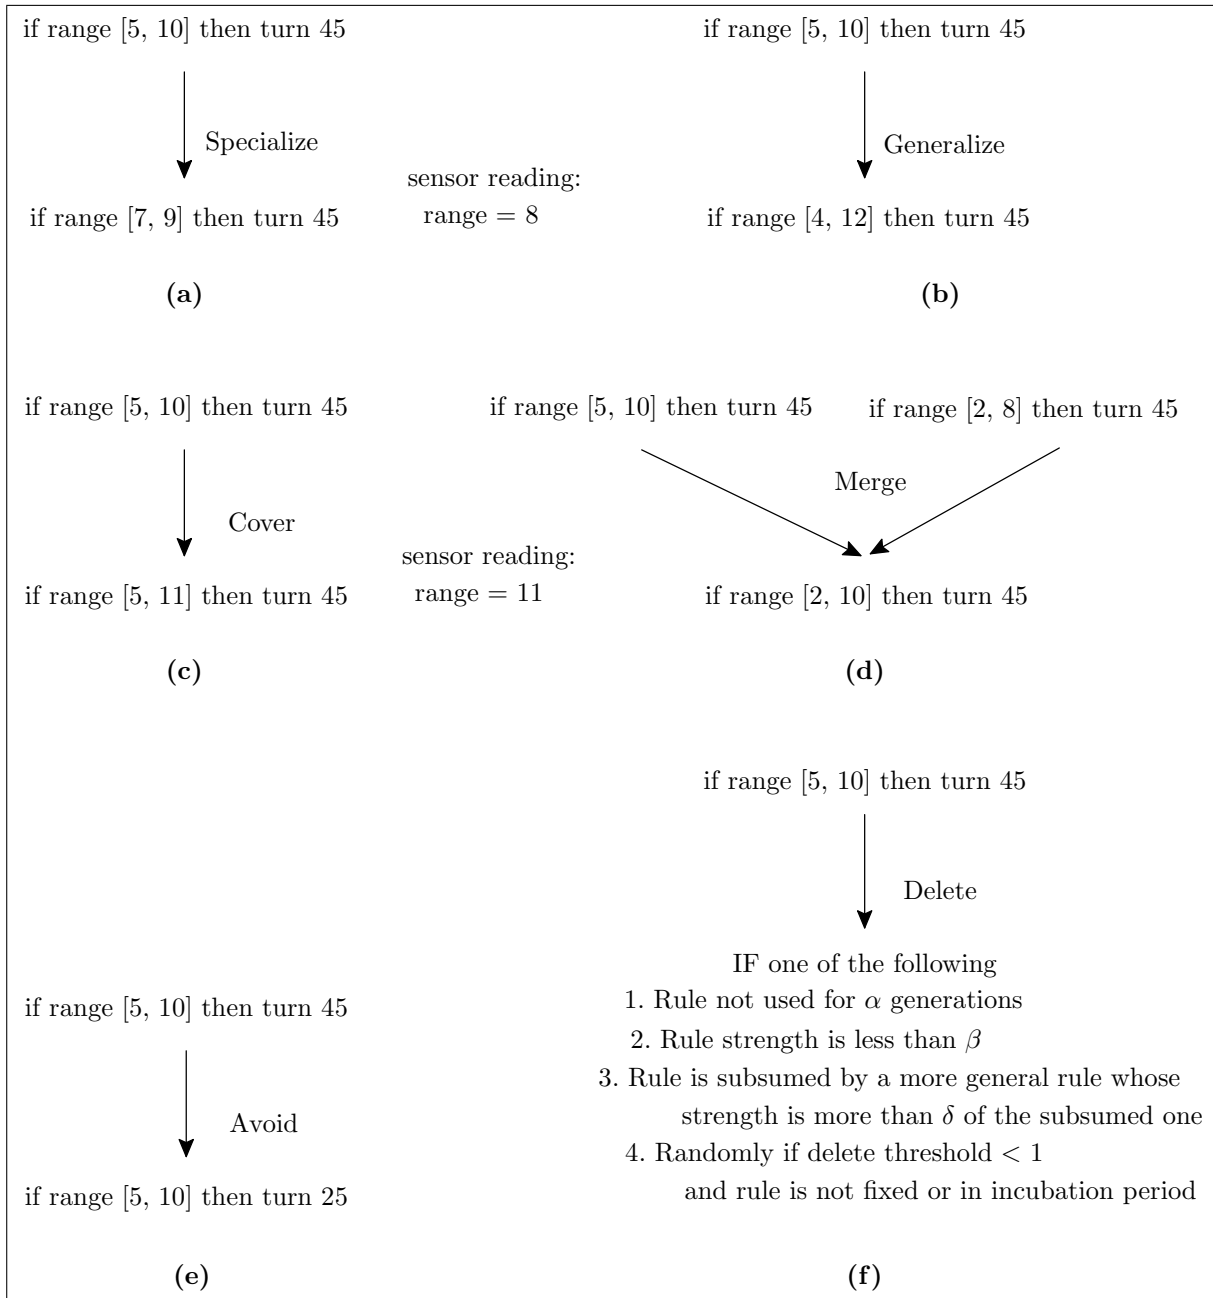 if range [5, 10] then turn 45
Specialize
if range [7, 9] then turn 45
sensor reading:
range = 8
(a)
if range [5, 10] then turn 45
Generalize
if range [4, 12] then turn 45
(b)
if range [5, 10] then turn 45
Cover
if range [5, 11] then turn 45
sensor reading:
range = 11
(c)
if range [5, 10] then turn 45
if range [2, 8] then turn 45
Merge
if range [2, 10] then turn 45
(d)
if range [5, 10] then turn 45
Avoid
if range [5, 10] then turn 25
(e)
if range [5, 10] then turn 45
Delete
IF one of the following
1. Rule not used for α generations
2. Rule strength is less than β
3. Rule is subsumed by a more general rule whose
strength is more than δ of the subsumed one
4. Randomly if delete threshold < 1
and rule is not fixed or in incubation period
(f)